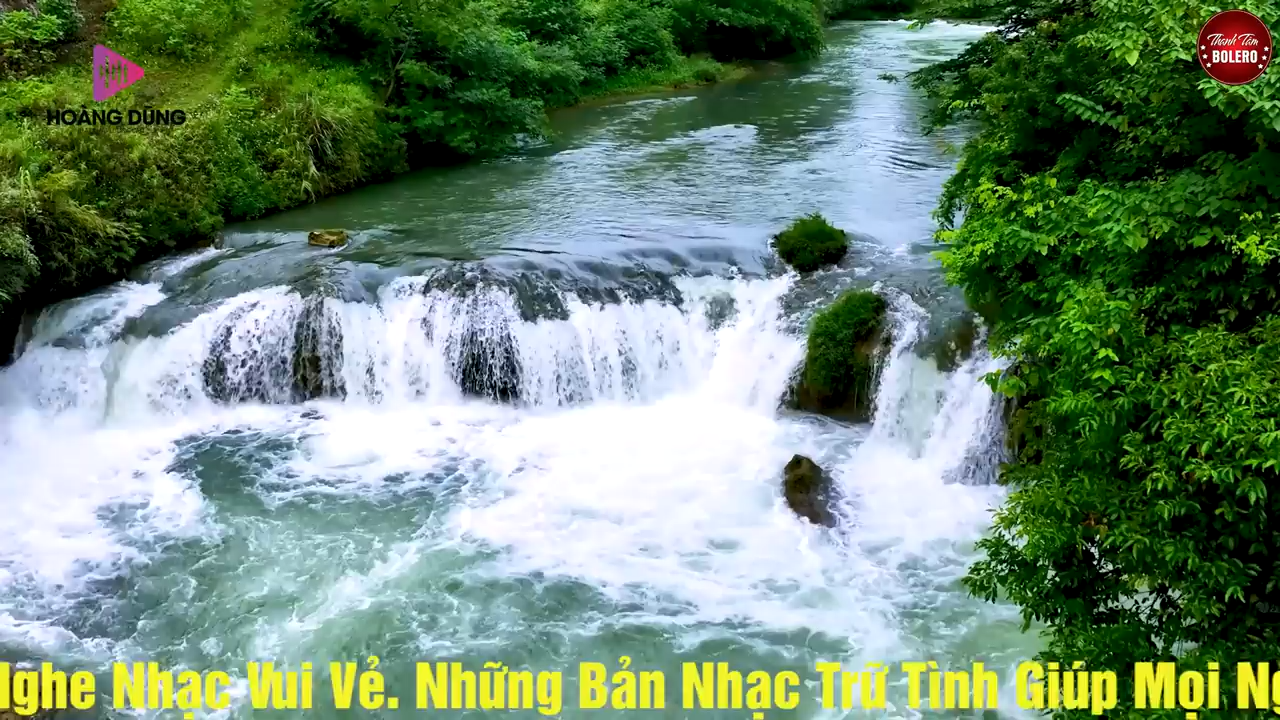 Thanh Tâm
BOLERO
HOÀNG DŨNG
Nghe Nhạc Vui Vẻ. Những Bản Nhạc Trữ Tình Giúp Mọi